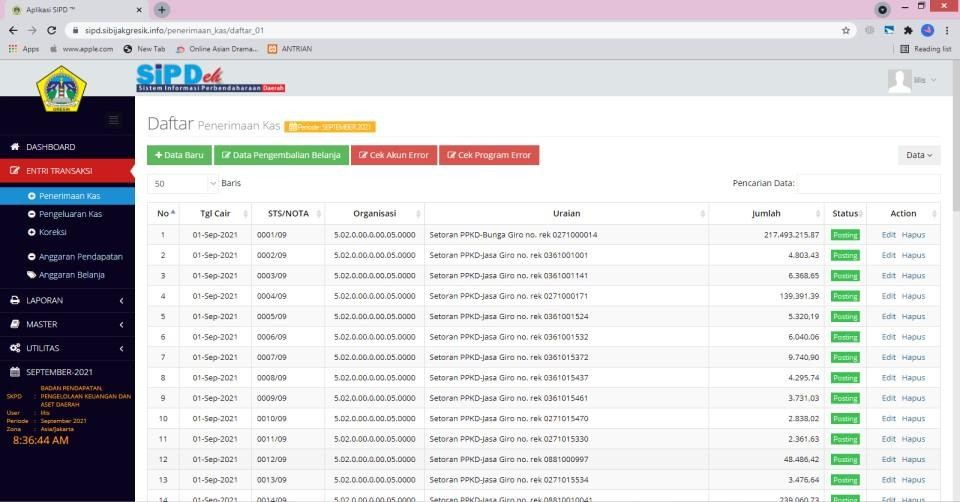 Aplikasi SIPD ™
sipd.sibijakgresik.info/penerimaan_kas/daftar_01
Apps www.apple.com New Tab Online Asian Drama... ANTRIAN Reading list
GRESIK
SiPDek
Sistem Informasi Perbendaharaan Daerah
lilis
DASHBOARD
ENTRI TRANSAKSI
Penerimaan Kas
Pengeluaran Kas
Koreksi
Anggaran Pendapatan
Anggaran Belanja
LAPORAN
MASTER
UTILITAS
SEPTEMBER-2021
SKPD : BADAN PENDAPATAN,
PENGELOLAAN KEUANGAN DAN
ASET DAERAH
User : lilis
Periode : September 2021
Zona : Asia/Jakarta
8:36:44 AM
Daftar Penerimaan Kas Periode: SEPTEMBER 2021
+ Data Baru Data Pengembalian Belanja Cek Akun Error Cek Program Error Data
50 Baris Pencarian Data:
No Tgl Cair STS/NOTA Organisasi Uraian Jumlah Status Action
1 01-Sep-2021 0001/09 5.02.0.00.0.00.05.0000 Setoran PPKD-Bunga Giro no. rek 0271000014 217.493.215.87 Posting Edit Hapus
2 01-Sep-2021 0002/09 5.02.0.00.0.00.05.0000 Setoran PPKD-Jasa Giro no. rek 0361001001 4.803,43 Posting Edit Hapus
3 01-Sep-2021 0003/09 5.02.0.00.0.00.05.0000 Setoran PPKD-Jasa Giro no. rek 0361001141 6.368,65 Posting Edit Hapus
4 01-Sep-2021 0004/09 5.02.0.00.0.00.05.0000 Setoran PPKD-Jasa Giro no. rek 0271000171 139.391,39 Posting Edit Hapus
5 01-Sep-2021 0005/09 5.02.0.00.0.00.05.0000 Setoran PPKD-Jasa Giro no. rek 0361001524 5.320,19 Posting Edit Hapus
6 01-Sep-2021 0006/09 5.02.0.00.0.00.05.0000 Setoran PPKD-Jasa Giro no. rek 0361001532 6.040,06 Posting Edit Hapus
7 01-Sep-2021 0007/09 5.02.0.00.0.00.05.0000 Setoran PPKD-Jasa Giro no. rek 0361015372 9.740,90 Posting Edit Hapus
8 01-Sep-2021 0008/09 5.02.0.00.0.00.05.0000 Setoran PPKD-Jasa Giro no. rek 0361015437 4.295,74 Posting Edit Hapus
9 01-Sep-2021 0009/09 5.02.0.00.0.00.05.0000 Setoran PPKD-Jasa Giro no. rek 0361015461 3.731,03 Posting Edit Hapus
10 01-Sep-2021 0010/09 5.02.0.00.0.00.05.0000 Setoran PPKD-Jasa Giro no. rek 0271015470 2.838,02 Posting Edit Hapus
11 01-Sep-2021 0011/09 5.02.0.00.0.00.05.0000 Setoran PPKD-Jasa Giro no. rek 0271015330 2.361,63 Posting Edit Hapus
12 01-Sep-2021 0012/09 5.02.0.00.0.00.05.0000 Setoran PPKD-Jasa Giro no. rek 0881000997 48.486,42 Posting Edit Hapus
13 01-Sep-2021 0013/09 5.02.0.00.0.00.05.0000 Setoran PPKD-Jasa Giro no. rek 0271015534 3.476,64 Posting Edit Hapus
14 01-Sep-2021 0014/09 5.02.0.00.0.00.05.0000 Setoran PPKD-Jasa Giro no. rek 08810010041 239.060,73 Posting Edit Hapus